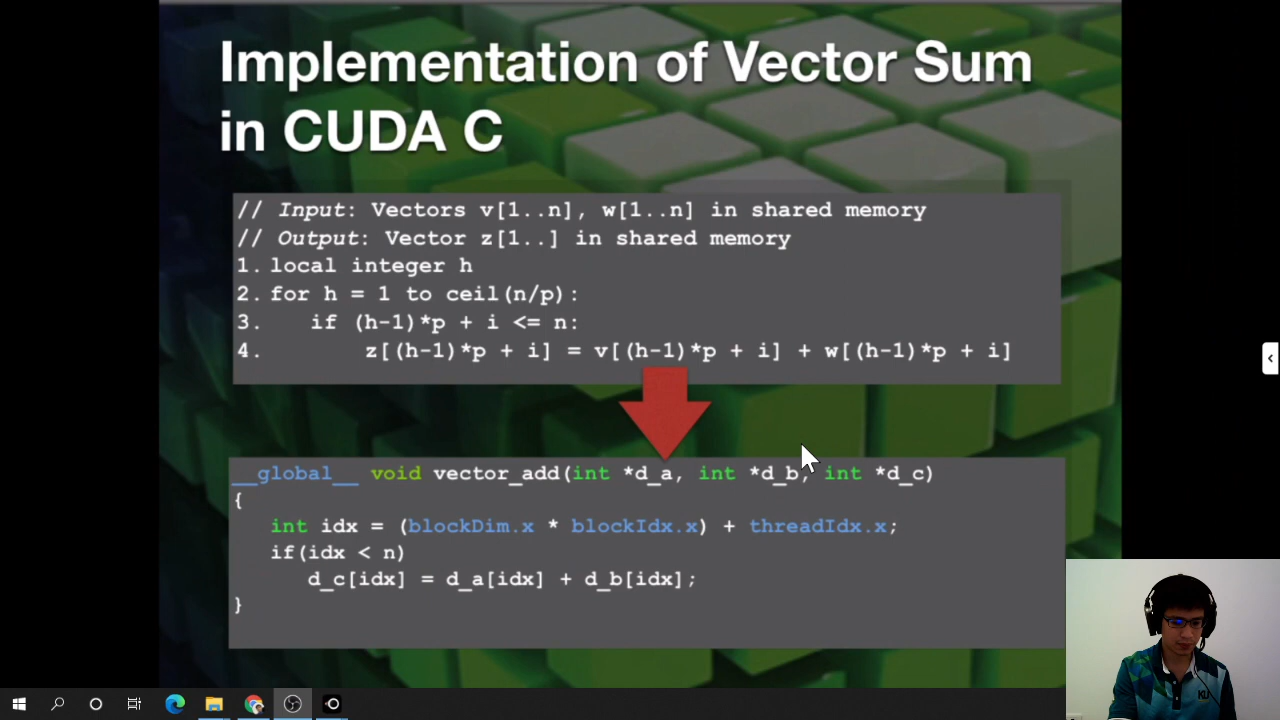 Implementation of Vector Sum
in CUDA C
// Input: Vectors v[1..n], w[1..n] in shared memory
// Output: Vector z[1..] in shared memory
1. local integer h
2. for h = 1 to ceil(n/p):
3. if (h-1)*p + i <= n:
4. z[(h-1)*p + i] = v[(h-1)*p + i] + w[(h-1)*p + i]
__global__ void vector_add(int *d_a, int *d_b, int *d_c)
{
int idx = (blockDim.x * blockIdx.x) + threadIdx.x;
if(idx < n)
d_c[idx] = d_a[idx] + d_b[idx];
}
KU